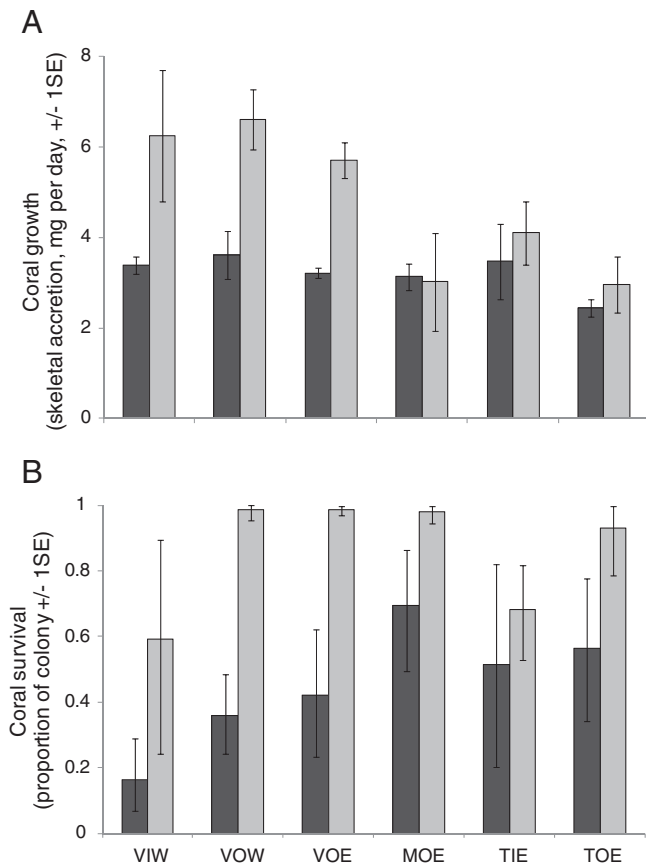 A
Coral growth
(skeletal accretion, mg per day, +/- 1SE)
8
6
4
2
0
B
Coral survival
(proportion of colony +/- 1SE)
1
0.8
0.6
0.4
0.2
0
VIW VOW VOE MOE TIE TOE